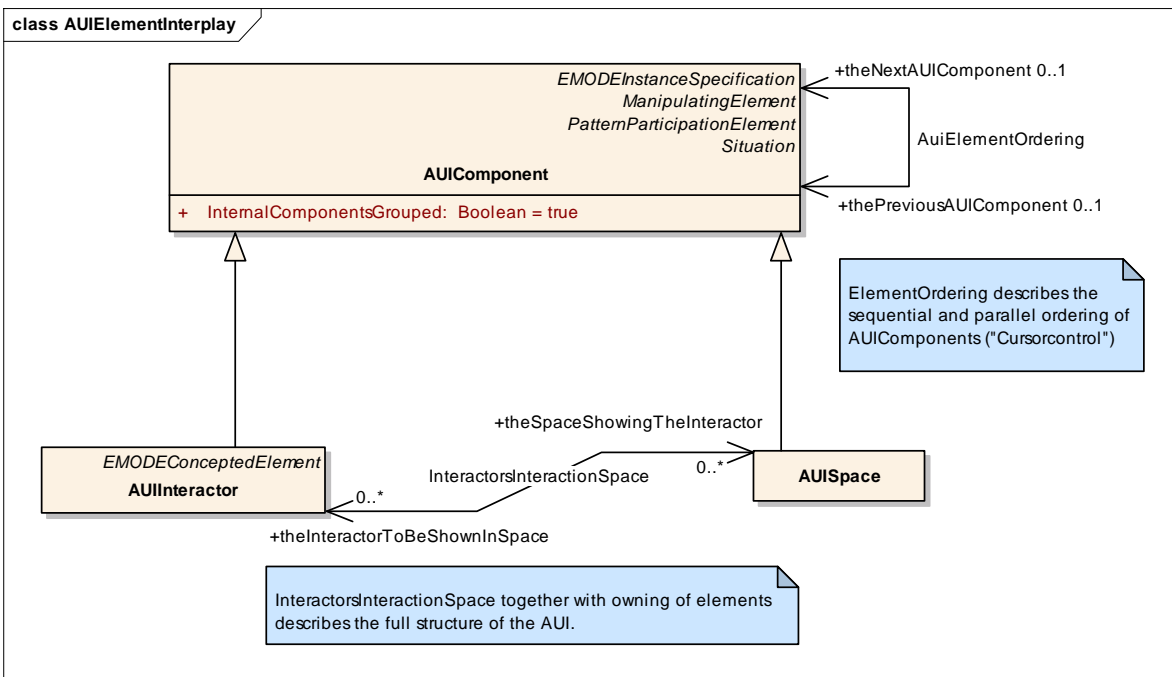 class AUIElementInterplay
EMODEInstanceSpecification
ManipulatingElement
PatternParticipationElement
Situation
AUIComponent
+ InternalComponentsGrouped: Boolean = true
+theNextAUIComponent 0..1
AuiElementOrdering
+thePreviousAUIComponent 0..1
ElementOrdering describes the
sequential and parallel ordering of
AUIComponents ("Cursorcontrol")
+theSpaceShowingTheInteractor
0..*
InteractorsInteractionSpace
EMODEConceptedElement
AUIInteractor
AUISpace
0..*
+theInteractorToBeShownInSpace
InteractorsInteractionSpace together with owning of elements
describes the full structure of the AUI.